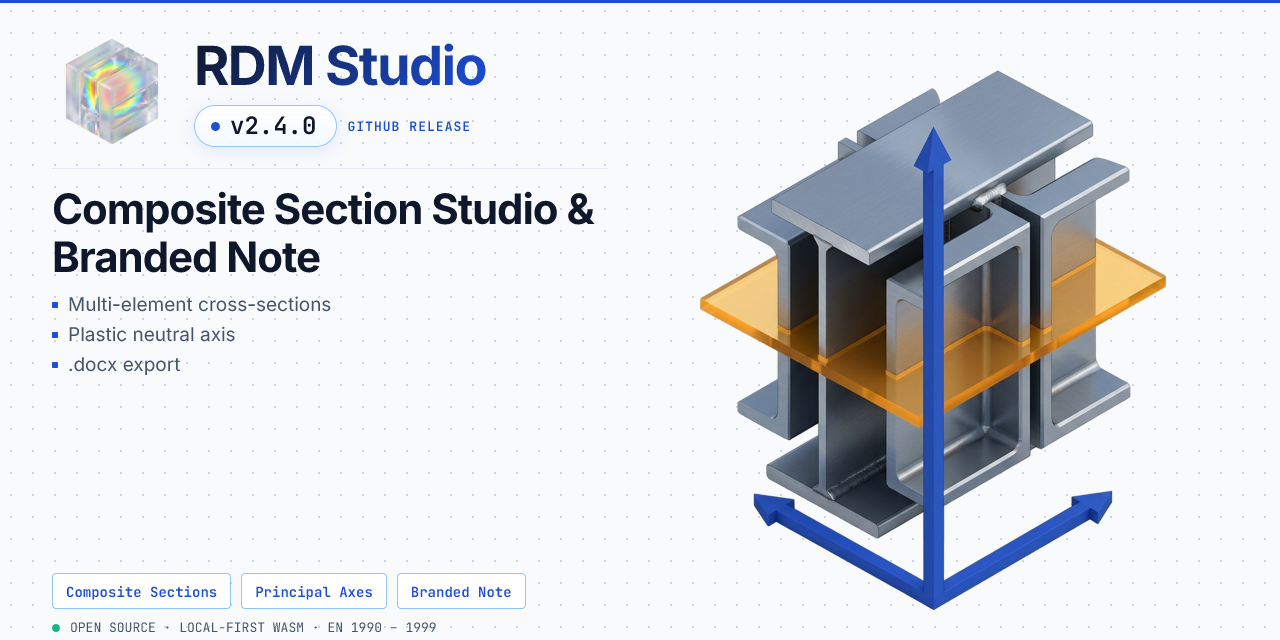 RDM Studio
v2.4.0 GITHUB RELEASE
Composite Section Studio &
Branded Note
Multi-element cross-sections
Plastic neutral axis
.docx export
Composite Sections Principal Axes Branded Note
OPEN SOURCE · LOCAL-FIRST WASM · EN 1990 – 1999